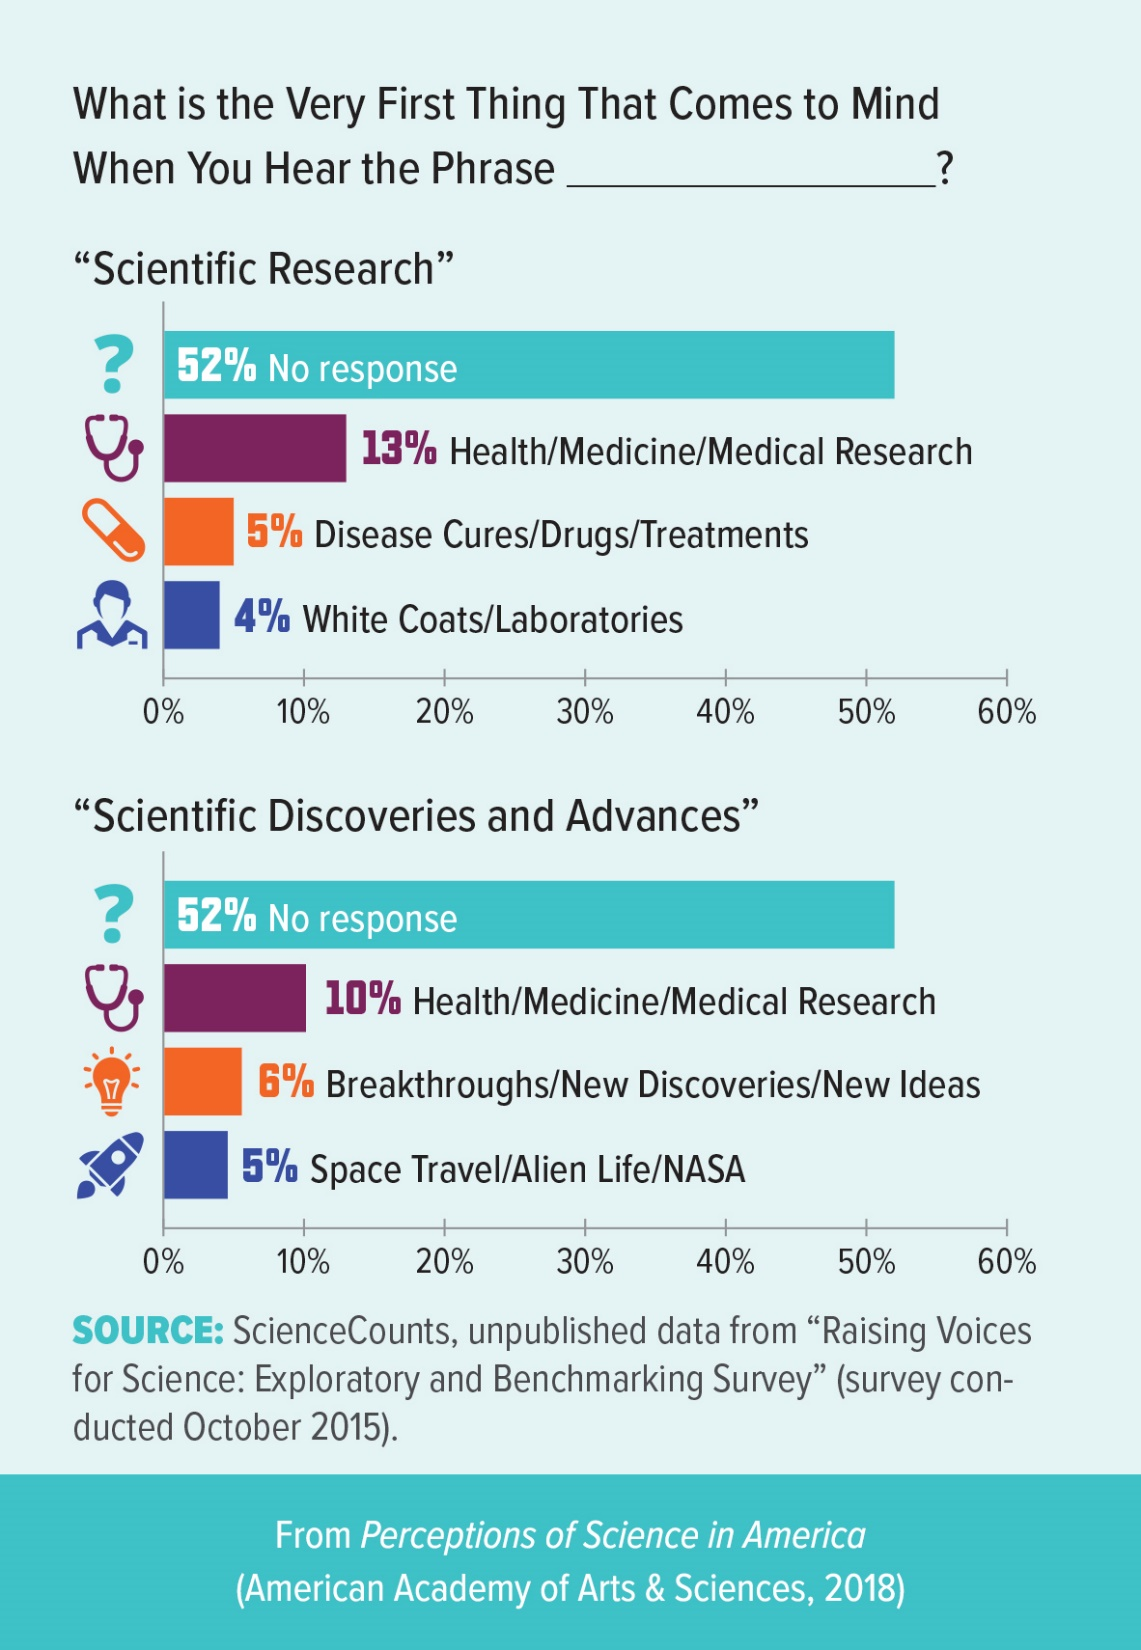 What is the Very First Thing That Comes to Mind
When You Hear the Phrase ________________?
“Scientific Research”
52% No response
13% Health/Medicine/Medical Research
5% Disease Cures/Drugs/Treatments
4% White Coats/Laboratories
0% 10% 20% 30% 40% 50% 60%
“Scientific Discoveries and Advances”
52% No response
10% Health/Medicine/Medical Research
6% Breakthroughs/New Discoveries/New Ideas
5% Space Travel/Alien Life/NASA
0% 10% 20% 30% 40% 50% 60%
SOURCE: ScienceCounts, unpublished data from “Raising Voices
for Science: Exploratory and Benchmarking Survey” (survey con-
ducted October 2015).
From Perceptions of Science in America
(American Academy of Arts & Sciences, 2018)